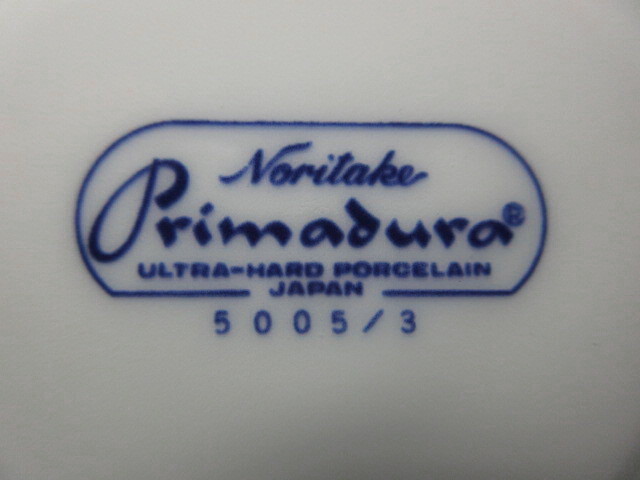 Noritake
Primadura®
ULTRA-HARD PORCELAIN
JAPAN
5005/3